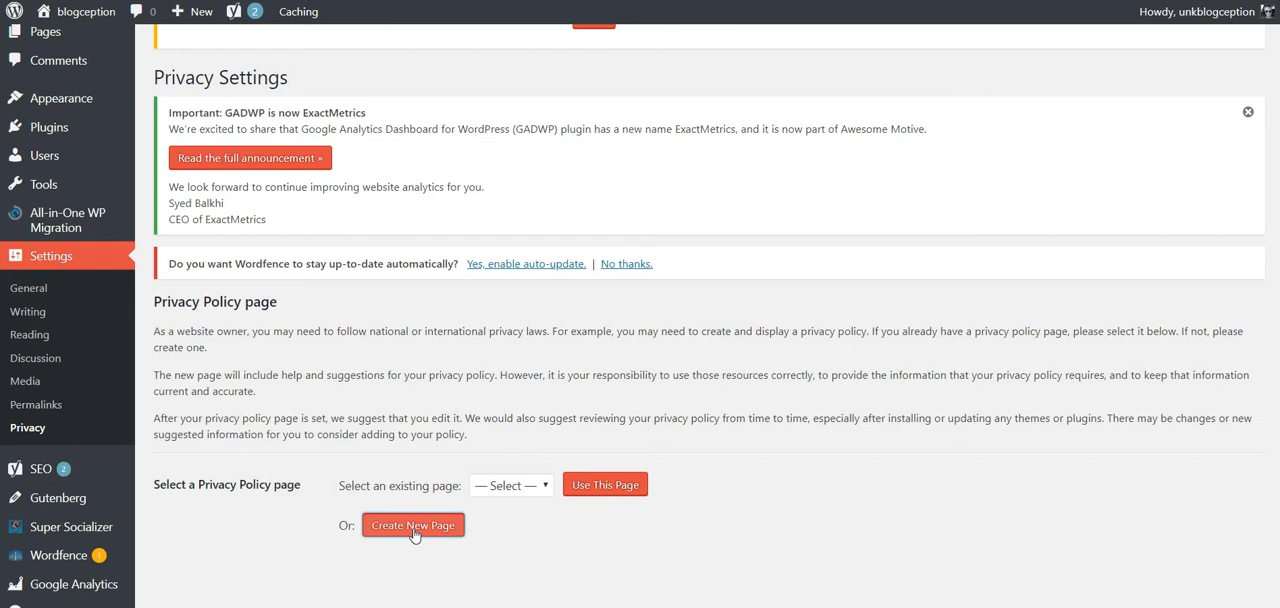 blogception
0
New
2
Caching
Howdy, unkblogception
Pages
Comments
Appearance
Plugins
Users
Tools
All-in-One WP
Migration
Settings
General
Writing
Reading
Discussion
Media
Permalinks
Privacy
SEO 2
Gutenberg
Super Socializer
Wordfence 1
Google Analytics
Privacy Settings
Important: GADWP is now ExactMetrics
We're excited to share that Google Analytics Dashboard for WordPress (GADWP) plugin has a new name ExactMetrics, and it is now part of Awesome Motive.
Read the full announcement »
We look forward to continue improving website analytics for you.
Syed Balkhi
CEO of ExactMetrics
Do you want Wordfence to stay up-to-date automatically? Yes, enable auto-update. | No thanks.
Privacy Policy page
As a website owner, you may need to follow national or international privacy laws. For example, you may need to create and display a privacy policy. If you already have a privacy policy page, please select it below. If not, please
create one.
The new page will include help and suggestions for your privacy policy. However, it is your responsibility to use those resources correctly, to provide the information that your privacy policy requires, and to keep that information
current and accurate.
After your privacy policy page is set, we suggest that you edit it. We would also suggest reviewing your privacy policy from time to time, especially after installing or updating any themes or plugins. There may be changes or new
suggested information for you to consider adding to your policy.
Select a Privacy Policy page
Select an existing page: — Select — Use This Page
Or: Create New Page